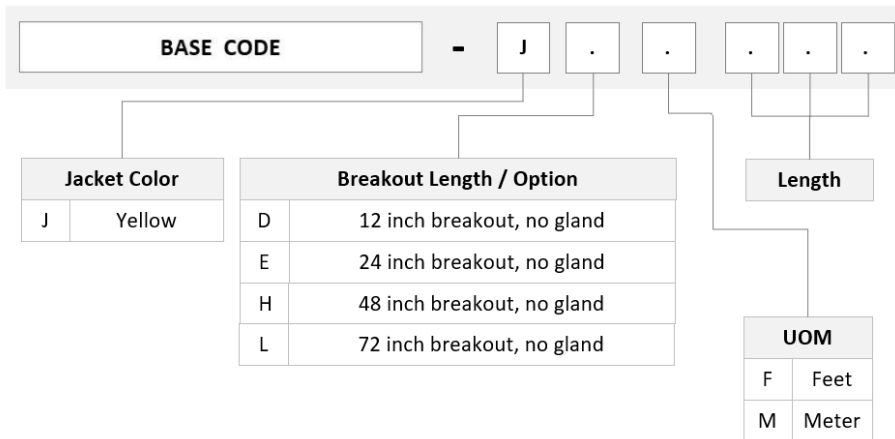 BASE CODE - J . . . . .
Jacket Color
J Yellow
Breakout Length / Option
D 12 inch breakout, no gland
E 24 inch breakout, no gland
H 48 inch breakout, no gland
L 72 inch breakout, no gland
Length
UOM
F Feet
M Meter